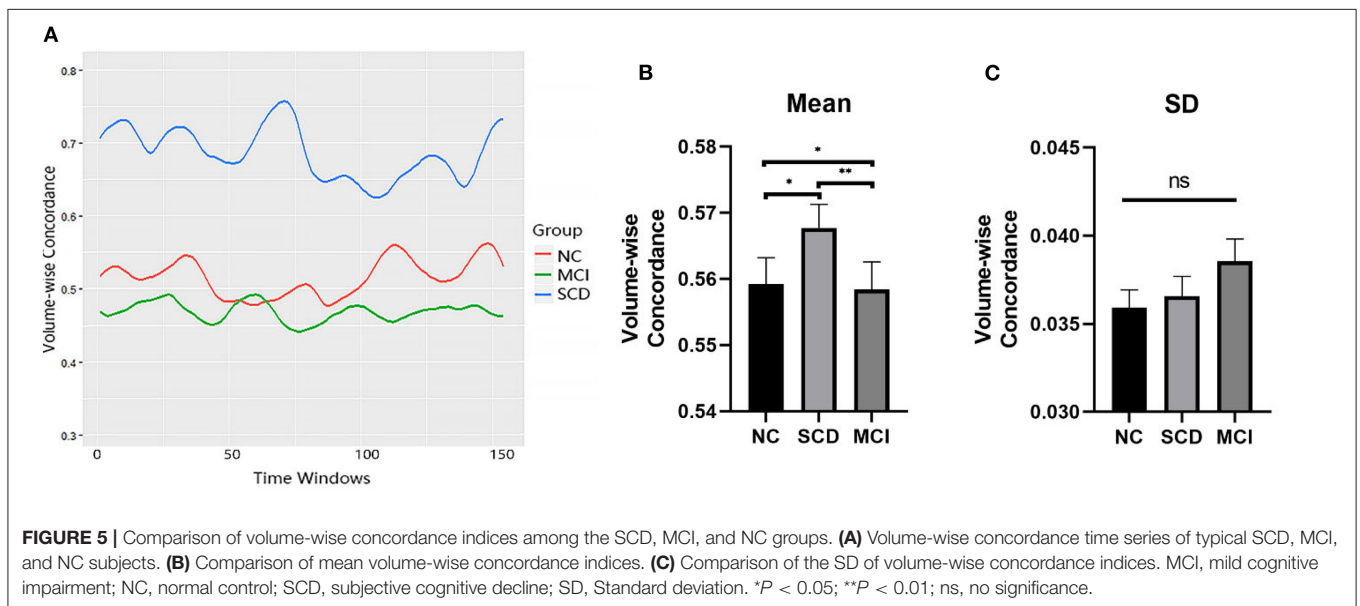 A
0.8
0.7
0.6
0.5
0.4
0.3
Volume-wise Concordance
0
50
100
150
Time Windows
Group
NC
MCI
SCD
B
Mean
Volume-wise
Concordance
0.58
0.57
0.56
0.55
0.54
*
*
**
NC SCD MCI
C
SD
Volume-wise
Concordance
0.045
0.040
0.035
0.030
ns
NC SCD MCI
FIGURE 5 | Comparison of volume-wise concordance indices among the SCD, MCI, and NC groups. (A) Volume-wise concordance time series of typical SCD, MCI,
and NC subjects. (B) Comparison of mean volume-wise concordance indices. (C) Comparison of the SD of volume-wise concordance indices. MCI, mild cognitive
impairment; NC, normal control; SCD, subjective cognitive decline; SD, Standard deviation. *P < 0.05; **P < 0.01; ns, no significance.